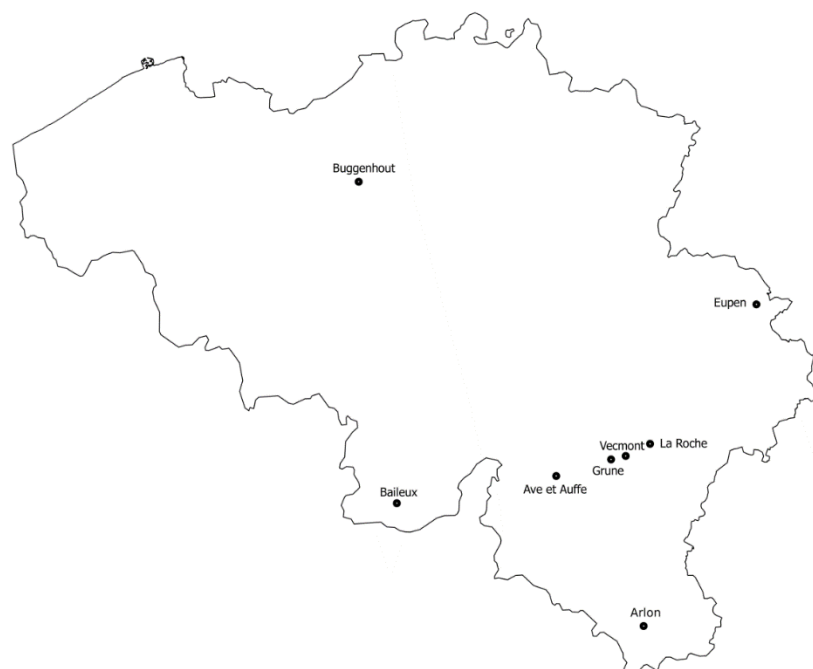 Buggenhout
Eupen
La Roche
Vecmont
Grune
Ave et Auffe
Baileux
Arlon